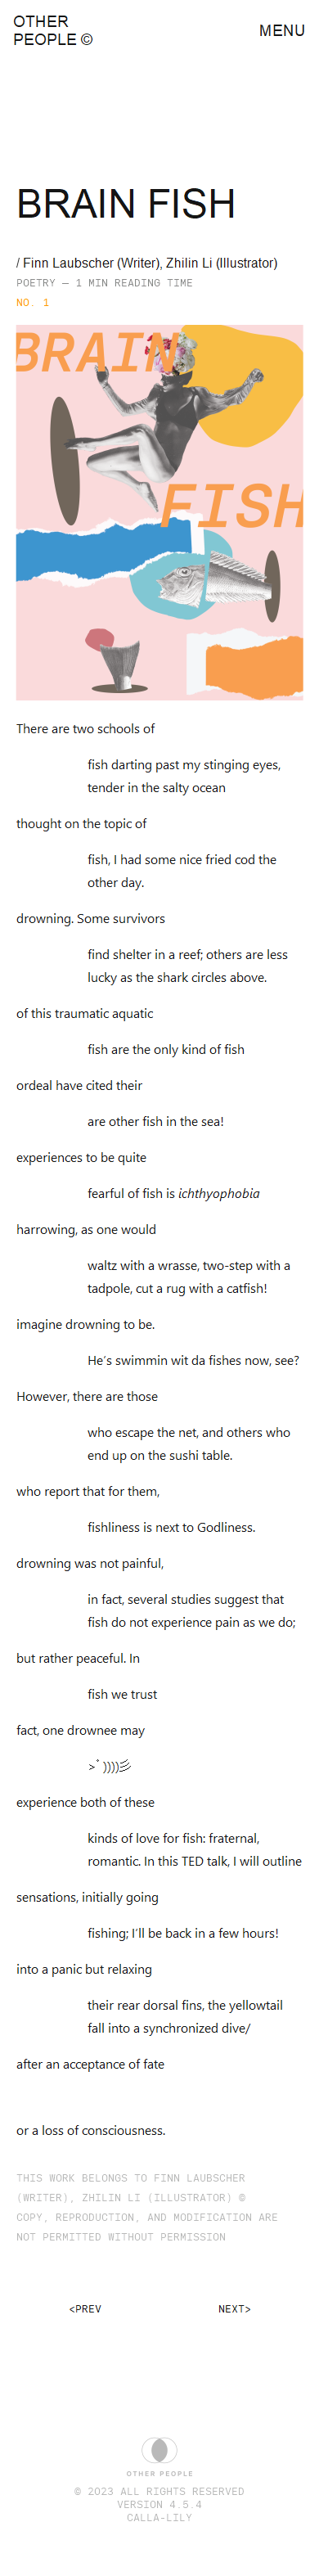 OTHER
PEOPLE ©
MENU
BRAIN FISH
/ Finn Laubscher (Writer), Zhilin Li (Illustrator)
POETRY — 1 MIN READING TIME
NO. 1
BRAIN
FISH
There are two schools of
fish darting past my stinging eyes,
tender in the salty ocean
thought on the topic of
fish, I had some nice fried cod the
other day.
drowning. Some survivors
find shelter in a reef; others are less
lucky as the shark circles above.
of this traumatic aquatic
fish are the only kind of fish
ordeal have cited their
are other fish in the sea!
experiences to be quite
fearful of fish is ichthyophobia
harrowing, as one would
waltz with a wrasse, two-step with a
tadpole, cut a rug with a catfish!
imagine drowning to be.
He's swimmin wit da fishes now, see?
However, there are those
who escape the net, and others who
end up on the sushi table.
who report that for them,
fishliness is next to Godliness.
drowning was not painful,
in fact, several studies suggest that
fish do not experience pain as we do;
but rather peaceful. In
fish we trust
fact, one drownee may
>ﾟ))))彡
experience both of these
kinds of love for fish: fraternal,
romantic. In this TED talk, I will outline
sensations, initially going
fishing; I'll be back in a few hours!
into a panic but relaxing
their rear dorsal fins, the yellowtail
fall into a synchronized dive/
after an acceptance of fate
or a loss of consciousness.
THIS WORK BELONGS TO FINN LAUBSCHER
(WRITER), ZHILIN LI (ILLUSTRATOR) ©
COPY, REPRODUCTION, AND MODIFICATION ARE
NOT PERMITTED WITHOUT PERMISSION
<PREV
NEXT>
OTHER PEOPLE
© 2023 ALL RIGHTS RESERVED
VERSION 4.5.4
CALLA-LILY